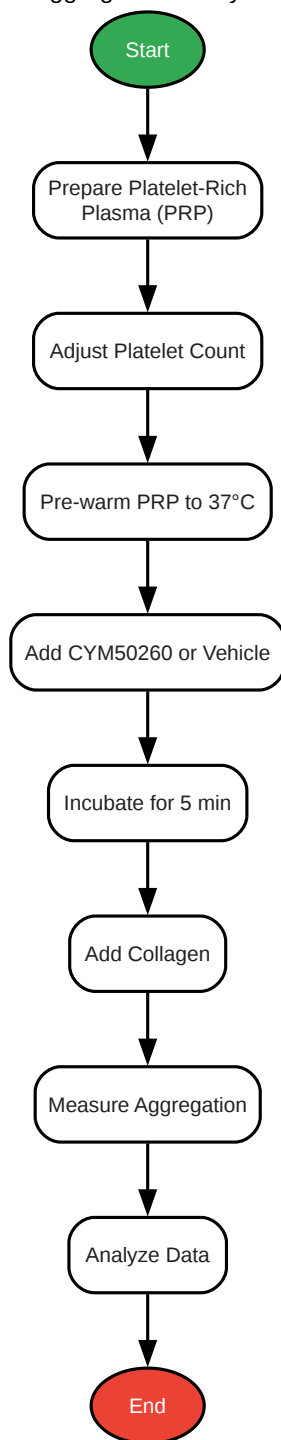 Start
Prepare Platelet-Rich
Plasma (PRP)
Adjust Platelet Count
Pre-warm PRP to 37°C
Add CYM50260 or Vehicle
Incubate for 5 min
Add Collagen
Measure Aggregation
Analyze Data
End